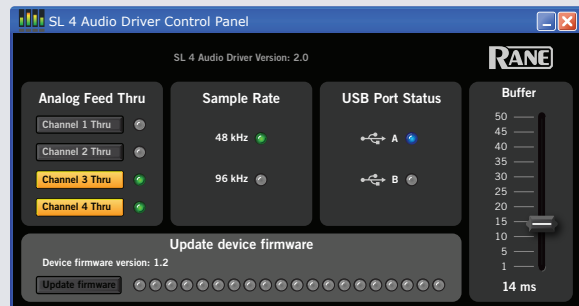 SL 4 Audio Driver Control Panel
SL 4 Audio Driver Version: 2.0
RANE
Analog Feed Thru
Channel 1 Thru
Channel 2 Thru
Channel 3 Thru
Channel 4 Thru
Sample Rate
48 kHz
96 kHz
USB Port Status
A
B
Buffer
50
45
40
35
30
25
20
15
10
5
1
14 ms
Update device firmware
Device firmware version: 1.2
Update firmware